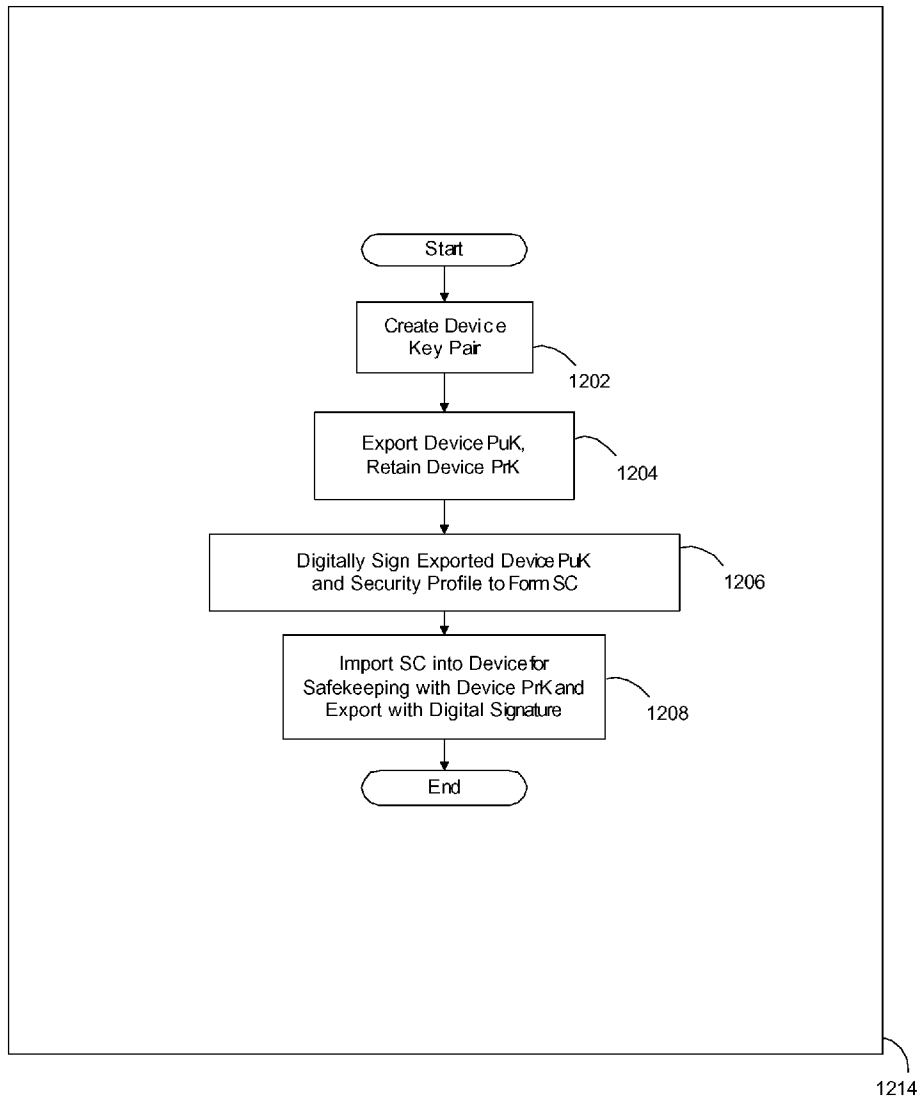 Start
Create Device
Key Pair
1202
Export Device PuK,
Retain Device PrK
1204
Digitally Sign Exported Device PuK
and Security Profile to Form SC
1206
Import SC into Device for
Safekeeping with Device PrK and
Export with Digital Signature
1208
End
1214